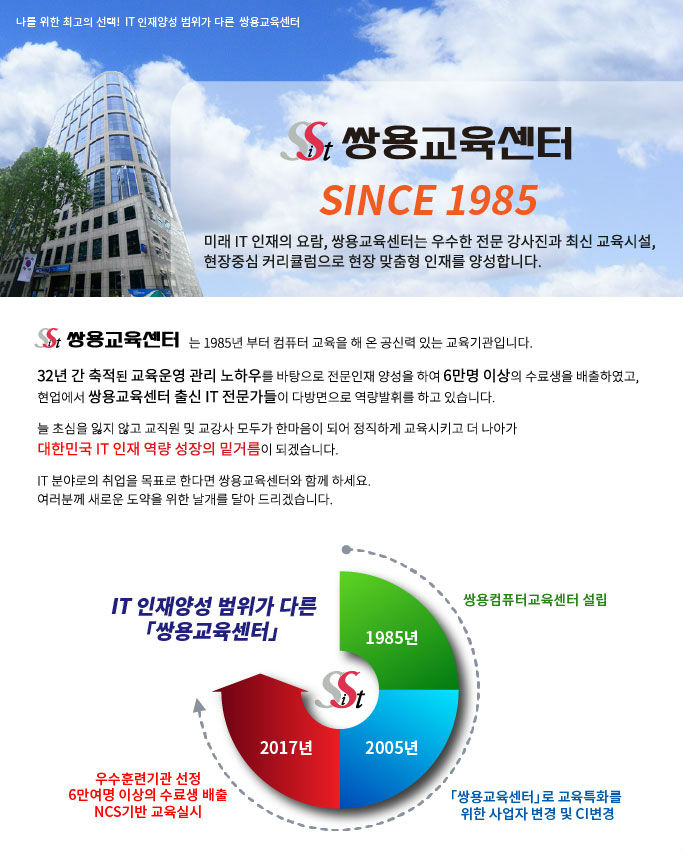 나를 위한 최고의 선택! IT 인재양성 범위가 다른 쌍용교육센터
SSit 쌍용교육센터
SINCE 1985
미래 IT 인재의 요람, 쌍용교육센터는 우수한 전문 강사진과 최신 교육시설,
현장중심 커리큘럼으로 현장 맞춤형 인재를 양성합니다.
SSit 쌍용교육센터 는 1985년 부터 컴퓨터 교육을 해 온 공신력 있는 교육기관입니다.
32년 간 축적된 교육운영 관리 노하우를 바탕으로 전문인재 양성을 하여 6만명 이상의 수료생을 배출하였고,
현업에서 쌍용교육센터 출신 IT 전문가들이 다방면으로 역량발휘를 하고 있습니다.
늘 초심을 잃지 않고 교직원 및 교강사 모두가 한마음이 되어 정직하게 교육시키고 더 나아가
대한민국 IT 인재 역량 성장의 밑거름이 되겠습니다.
IT 분야로의 취업을 목표로 한다면 쌍용교육센터와 함께 하세요.
여러분께 새로운 도약을 위한 날개를 달아 드리겠습니다.
IT 인재양성 범위가 다른
「쌍용교육센터」
쌍용컴퓨터교육센터 설립
1985년
SSit
2017년
2005년
우수훈련기관 선정
6만여명 이상의 수료생 배출
NCS기반 교육실시
「쌍용교육센터」로 교육특화를
위한 사업자 변경 및 CI변경